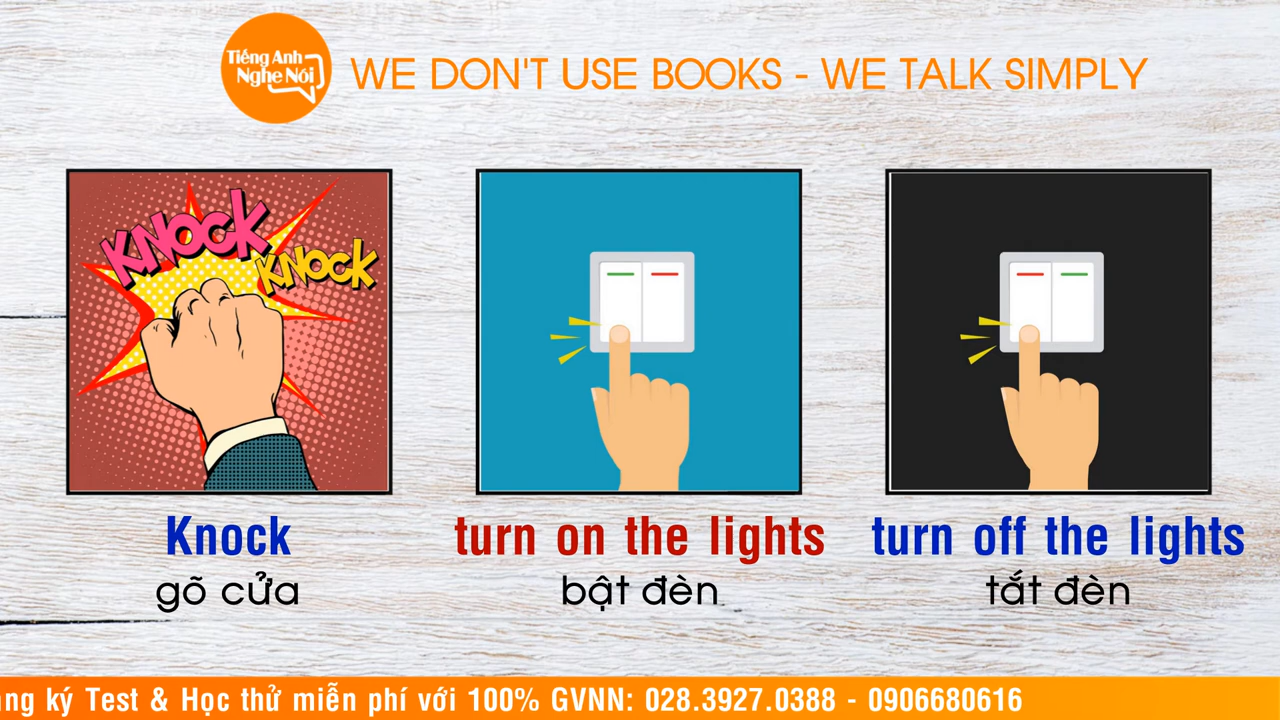 Tiếng Anh
Nghe Nói
WE DON'T USE BOOKS - WE TALK SIMPLY
KNOCK
KNOCK
Knock
gõ cửa
turn on the lights
bật đèn
turn off the lights
tắt đèn
ký Test & Học thử miễn phí với 100% GVNN: 028.3927.0388 - 0906680616